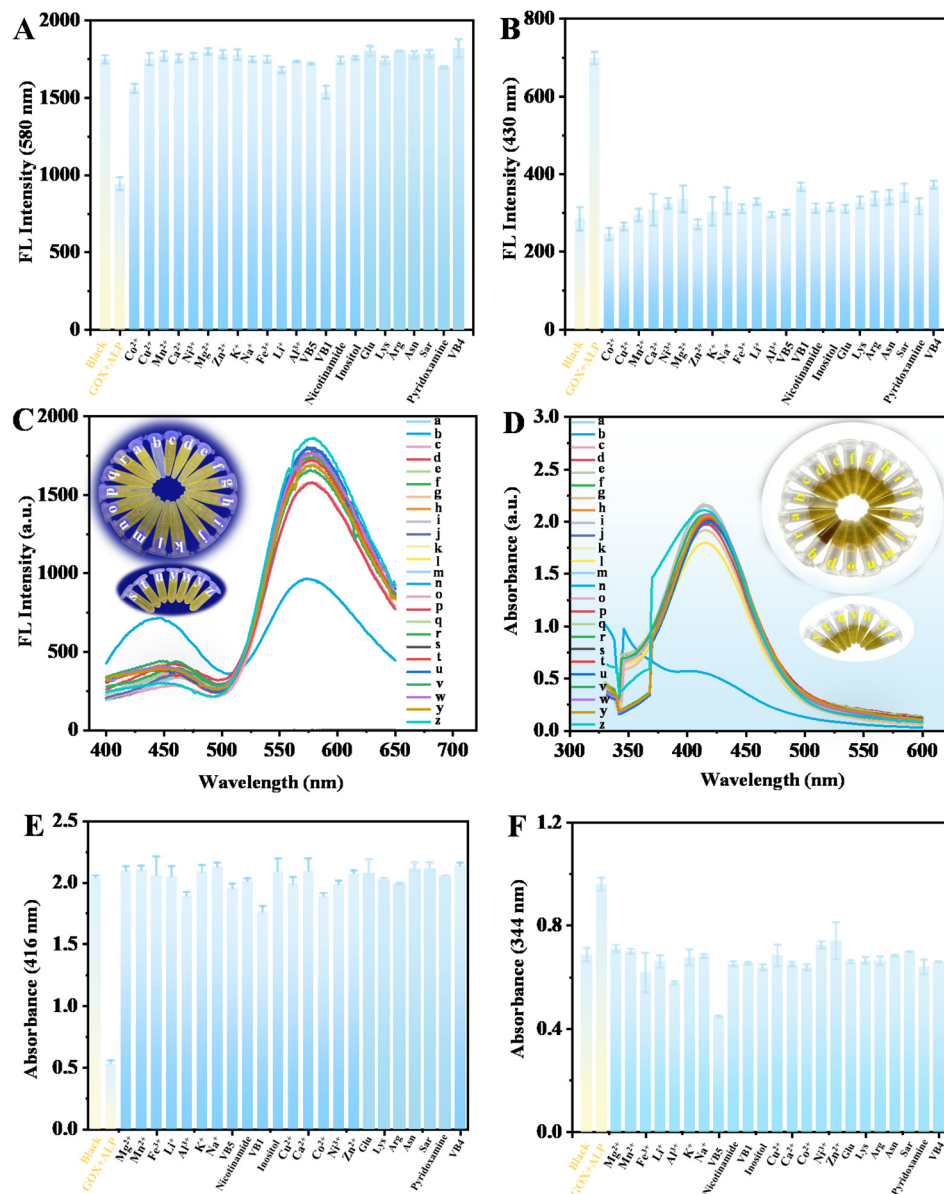 A
FL Intensity (580 nm)
2000
1500
1000
500
0
Black
GOX+ALP
Co²⁺
Cu²⁺
Mn²⁺
Ca²⁺
Ni³⁺
Mg²⁺
Zn²⁺
K⁺
Na⁺
Fe³⁺
Li⁺
Al³⁺
VB5
VB1
Nicotinamide
Inositol
Glu
Lys
Arg
Asn
Sar
Pyridoxamine
VB4
B
FL Intensity (430 nm)
800
600
400
200
0
Black
GOX+ALP
Co²⁺
Cu²⁺
Mn²⁺
Ca²⁺
Ni³⁺
Mg²⁺
Zn²⁺
K⁺
Na⁺
Fe³⁺
Li⁺
Al³⁺
VB5
VB1
Nicotinamide
Inositol
Glu
Lys
Arg
Asn
Sar
Pyridoxamine
VB4
C
FL Intensity (a.u.)
2000
1500
1000
500
0
400 450 500 550 600 650 700
Wavelength (nm)
a
b
c
d
e
f
g
h
i
j
k
l
m
n
o
p
q
r
s
t
u
v
w
y
z
D
Absorbance (a.u.)
3.0
2.5
2.0
1.5
1.0
0.5
0.0
300 350 400 450 500 550 600
Wavelength (nm)
a
b
c
d
e
f
g
h
i
j
k
l
m
n
o
p
q
r
s
t
u
v
w
y
z
E
Absorbance (416 nm)
2.5
2.0
1.5
1.0
0.5
0.0
Black
GOX+ALP
Mg²⁺
Mn²⁺
Fe³⁺
Li⁺
Al³⁺
K⁺
Na⁺
VB5
Nicotinamide
VB1
Inositol
Cu²⁺
Ca²⁺
Co²⁺
Ni³⁺
Zn²⁺
Glu
Lys
Arg
Asn
Sar
Pyridoxamine
VB4
F
Absorbance (344 nm)
1.2
0.8
0.4
0.0
Black
GOX+ALP
Mg²⁺
Mn²⁺
Fe³⁺
Li⁺
Al³⁺
K⁺
Na⁺
VB5
Nicotinamide
VB1
Inositol
Cu²⁺
Ca²⁺
Co²⁺
Ni³⁺
Zn²⁺
Glu
Lys
Arg
Asn
Sar
Pyridoxamine
VB4